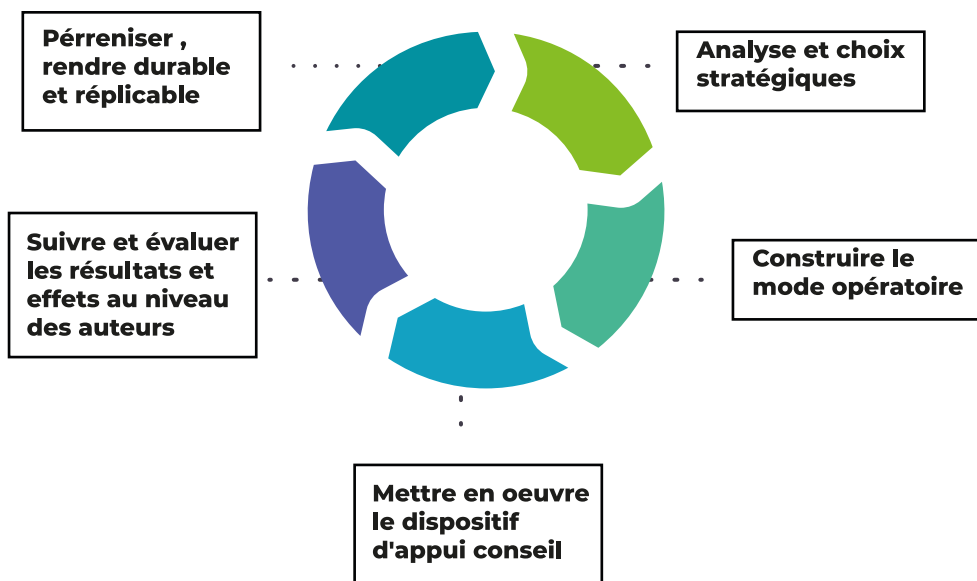 Pérreniser ,
rendre durable
et réplicable
Analyse et choix
stratégiques
Suivre et évaluer
les résultats et
effets au niveau
des auteurs
Construire le
mode opératoire
Mettre en oeuvre
le dispositif
d'appui conseil